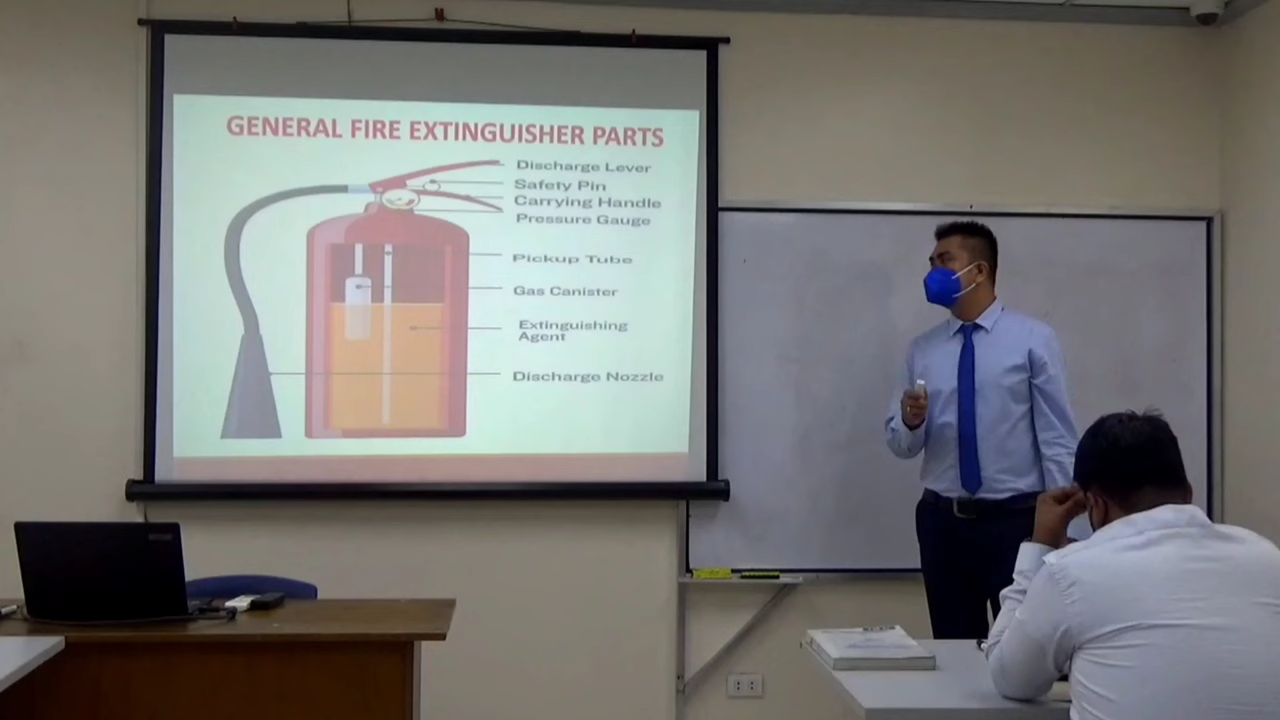 GENERAL FIRE EXTINGUISHER PARTS
Discharge Lever
Safety Pin
Carrying Handle
Pressure Gauge
Pickup Tube
Gas Canister
Extinguishing
Agent
Discharge Nozzle